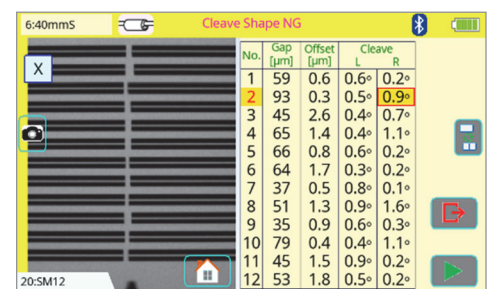 6:40mmS
Cleave Shape NG
X
No. Gap [μm] Offset [μm] Cleave L R
1 59 0.6 0.6° 0.2°
2 93 0.3 0.5° 0.9°
3 45 2.6 0.4° 0.7°
4 65 1.4 0.4° 1.1°
5 66 0.8 0.6° 0.2°
6 64 1.7 0.3° 0.2°
7 37 0.5 0.8° 0.1°
8 51 1.3 0.9° 1.6°
9 35 0.9 0.6° 0.3°
10 79 0.4 0.4° 1.1°
11 45 1.5 0.9° 0.2°
12 53 1.8 0.5° 0.2°
20:SM12